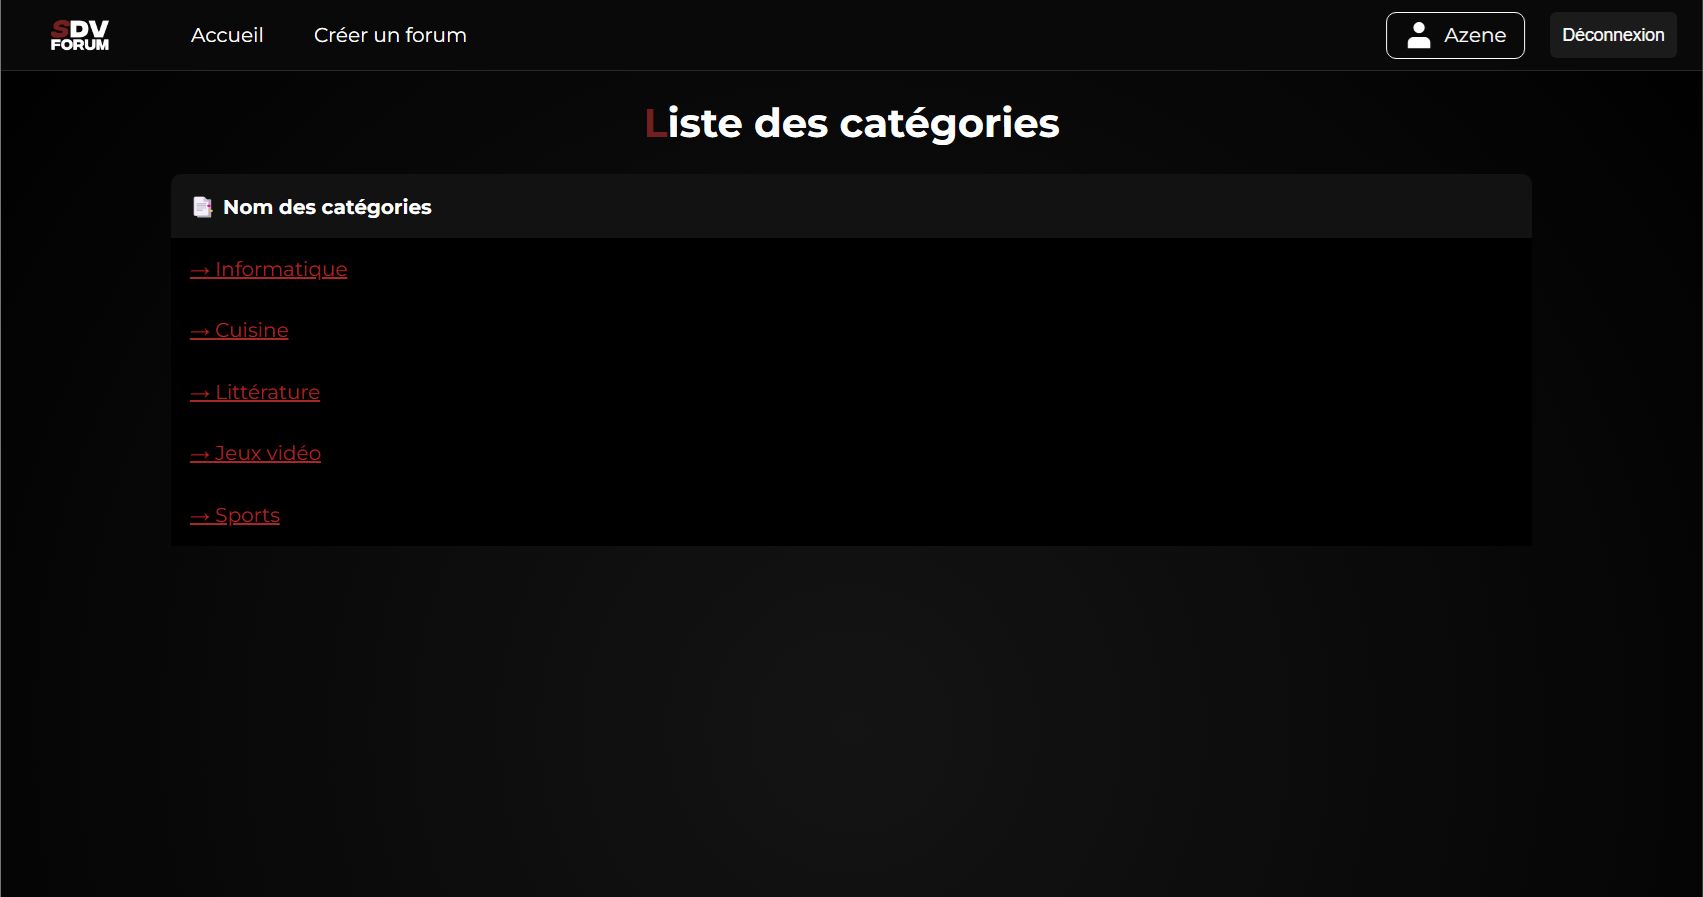 SDV
FORUM
Accueil
Créer un forum
Azene
Déconnexion
Liste des catégories
Nom des catégories
→ Informatique
→ Cuisine
→ Littérature
→ Jeux vidéo
→ Sports